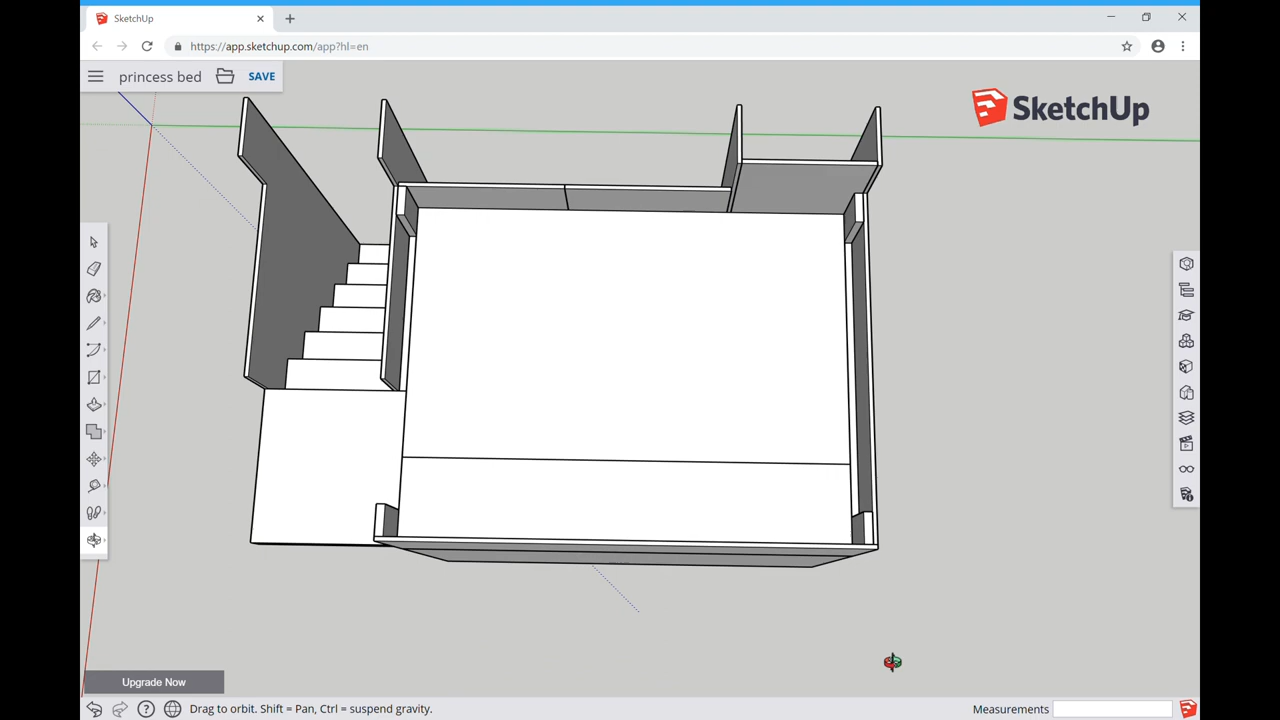 SketchUp
https://app.sketchup.com/app?hl=en
princess bed
SAVE
SketchUp
Upgrade Now
Drag to orbit. Shift = Pan, Ctrl = suspend gravity.
Measurements